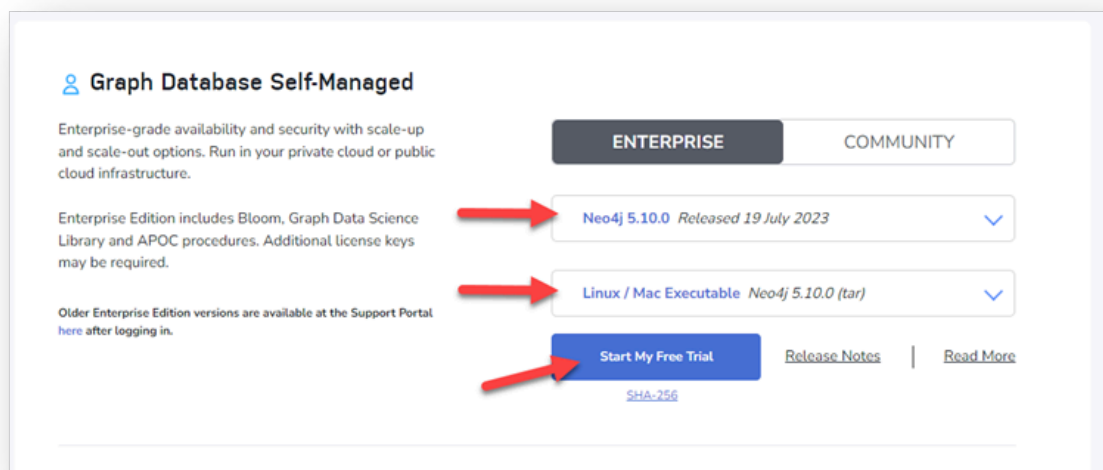 Graph Database Self-Managed
Enterprise-grade availability and security with scale-up
and scale-out options. Run in your private cloud or public
cloud infrastructure.
Enterprise Edition includes Bloom, Graph Data Science
Library and APOC procedures. Additional license keys
may be required.
Older Enterprise Edition versions are available at the Support Portal
here after logging in.
ENTERPRISE COMMUNITY
Neo4j 5.10.0 Released 19 July 2023
Linux / Mac Executable Neo4j 5.10.0 (tar)
Start My Free Trial Release Notes | Read More
SHA-256